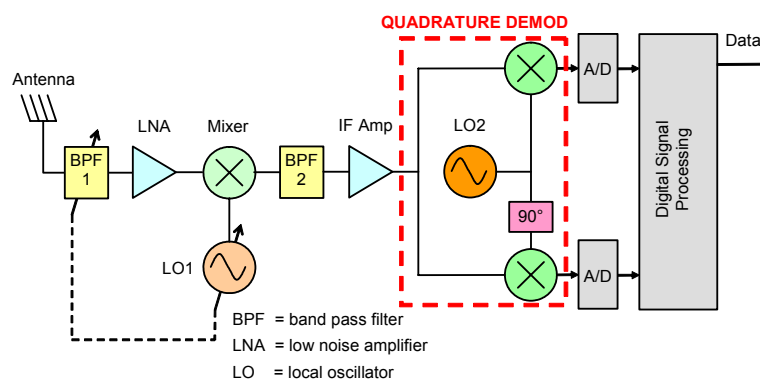 QUADRATURE DEMOD
Data
Antenna
LNA
Mixer
IF Amp
LO2
A/D
BPF
1
BPF
2
90°
Digital Signal
Processing
LO1
A/D
BPF = band pass filter
LNA = low noise amplifier
LO = local oscillator